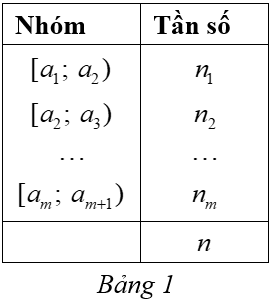 Nhóm Tần số
[a₁; a₂) n₁
[a₂; a₃) n₂
... ...
[aₘ; aₘ₊₁) nₘ
n
Bảng 1